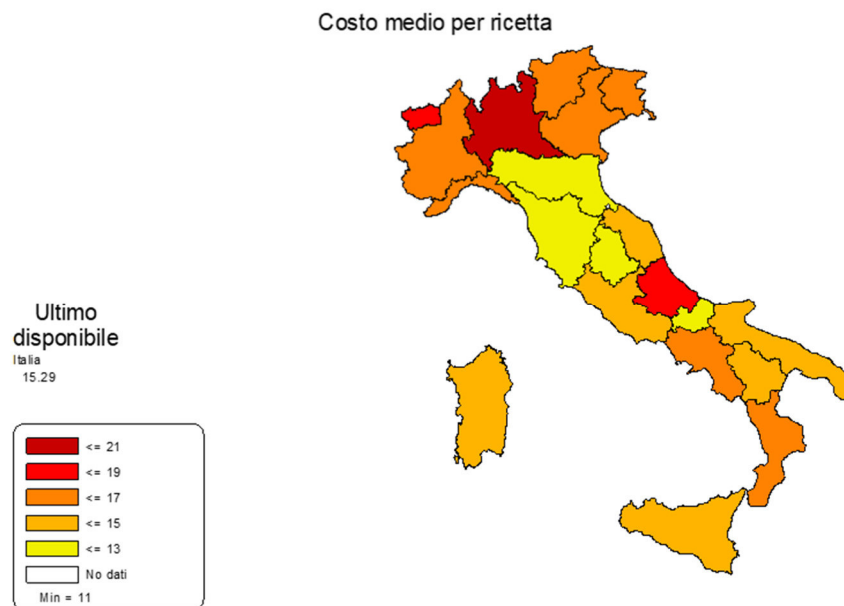 Costo medio per ricetta
Ultimo
disponibile
Italia
15.29
<= 21
<= 19
<= 17
<= 15
<= 13
No dati
Min = 11